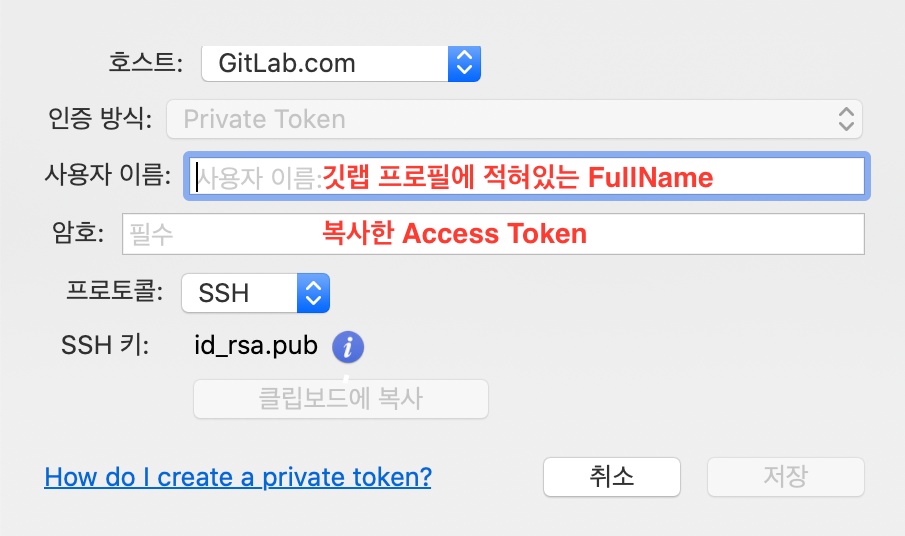 호스트: GitLab.com
인증 방식: Private Token
사용자 이름: 사용자 이름:깃랩 프로필에 적혀있는 FullName
암호: 필수 복사한 Access Token
프로토콜: SSH
SSH 키: id_rsa.pub i
클립보드에 복사
How do I create a private token? 취소 저장